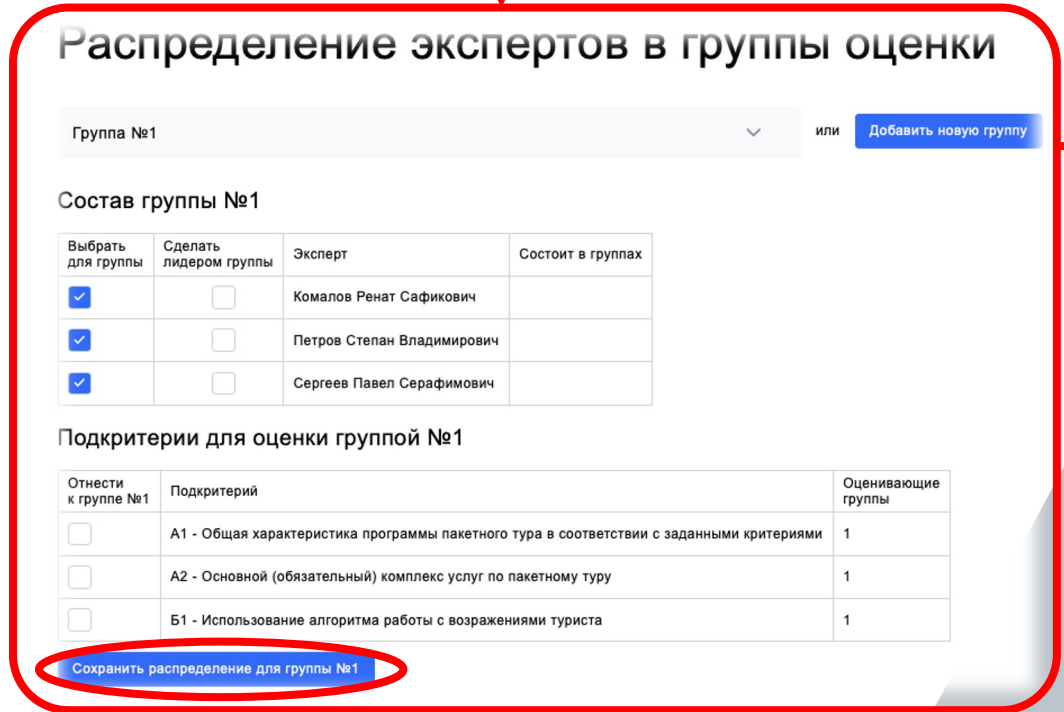 Распределение экспертов в группы оценки
Группа №1
или
Добавить новую группу
Состав группы №1
Выбрать
для группы
Сделать
лидером группы
Эксперт
Состоит в группах
Комалов Ренат Сафикович
Петров Степан Владимирович
Сергеев Павел Серафимович
Подкритерии для оценки группой №1
Отнести
к группе №1
Подкритерий
Оценивающие
группы
А1 - Общая характеристика программы пакетного тура в соответствии с заданными критериями
1
А2 - Основной (обязательный) комплекс услуг по пакетному туру
1
Б1 - Использование алгоритма работы с возражениями туриста
1
Сохранить распределение для группы №1